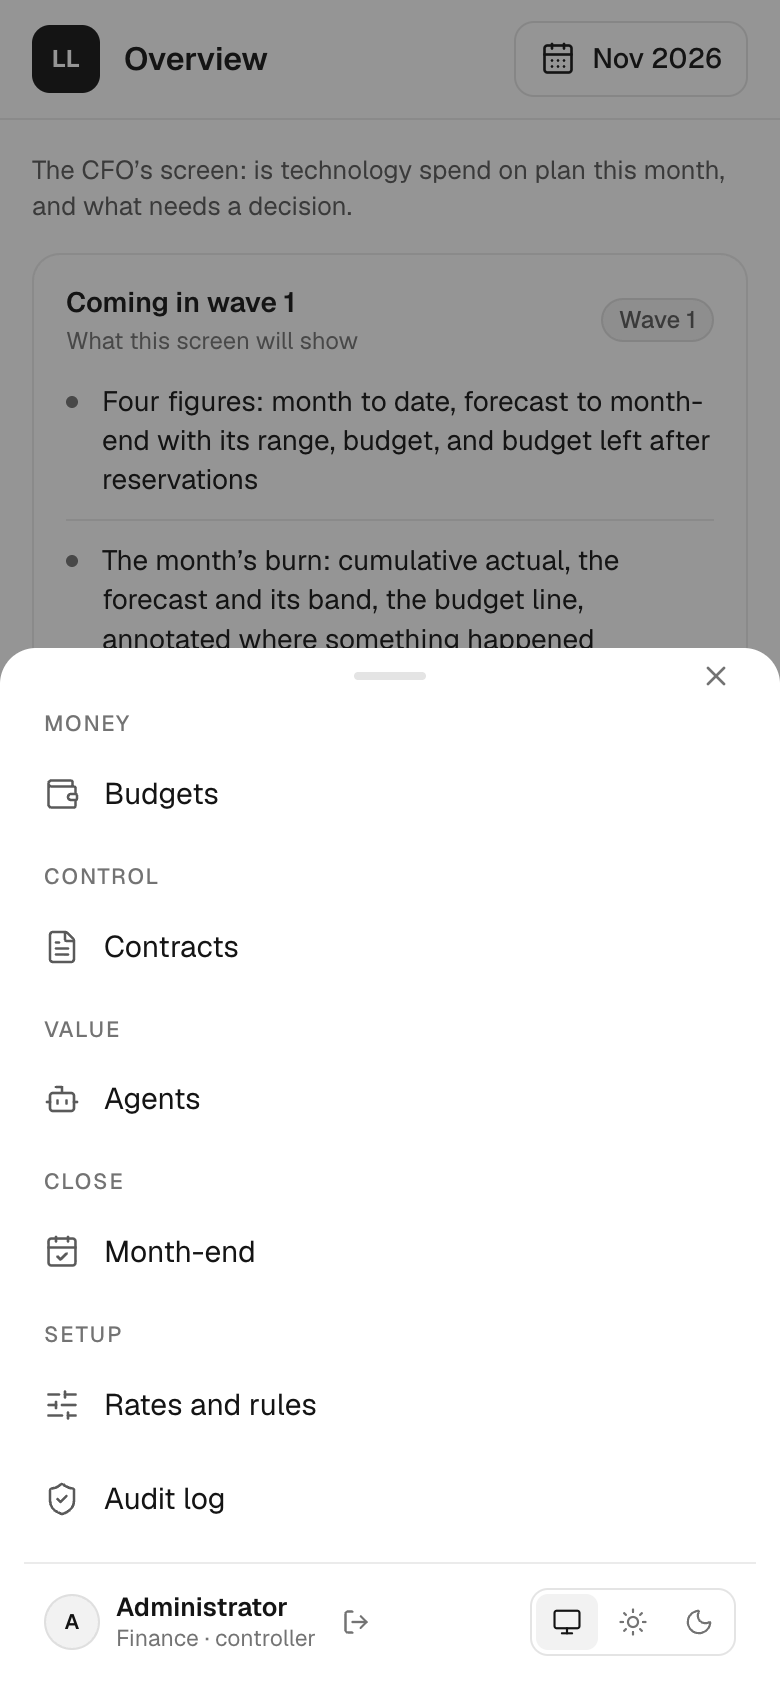 LL
Overview
Nov 2026
The CFO’s screen: is technology spend on plan this month,
and what needs a decision.
Coming in wave 1
What this screen will show
Wave 1
Four figures: month to date, forecast to month-
end with its range, budget, and budget left after
reservations
The month’s burn: cumulative actual, the
forecast and its band, the budget line,
annotated where something happened
MONEY
Budgets
CONTROL
Contracts
VALUE
Agents
CLOSE
Month-end
SETUP
Rates and rules
Audit log
A
Administrator
Finance · controller